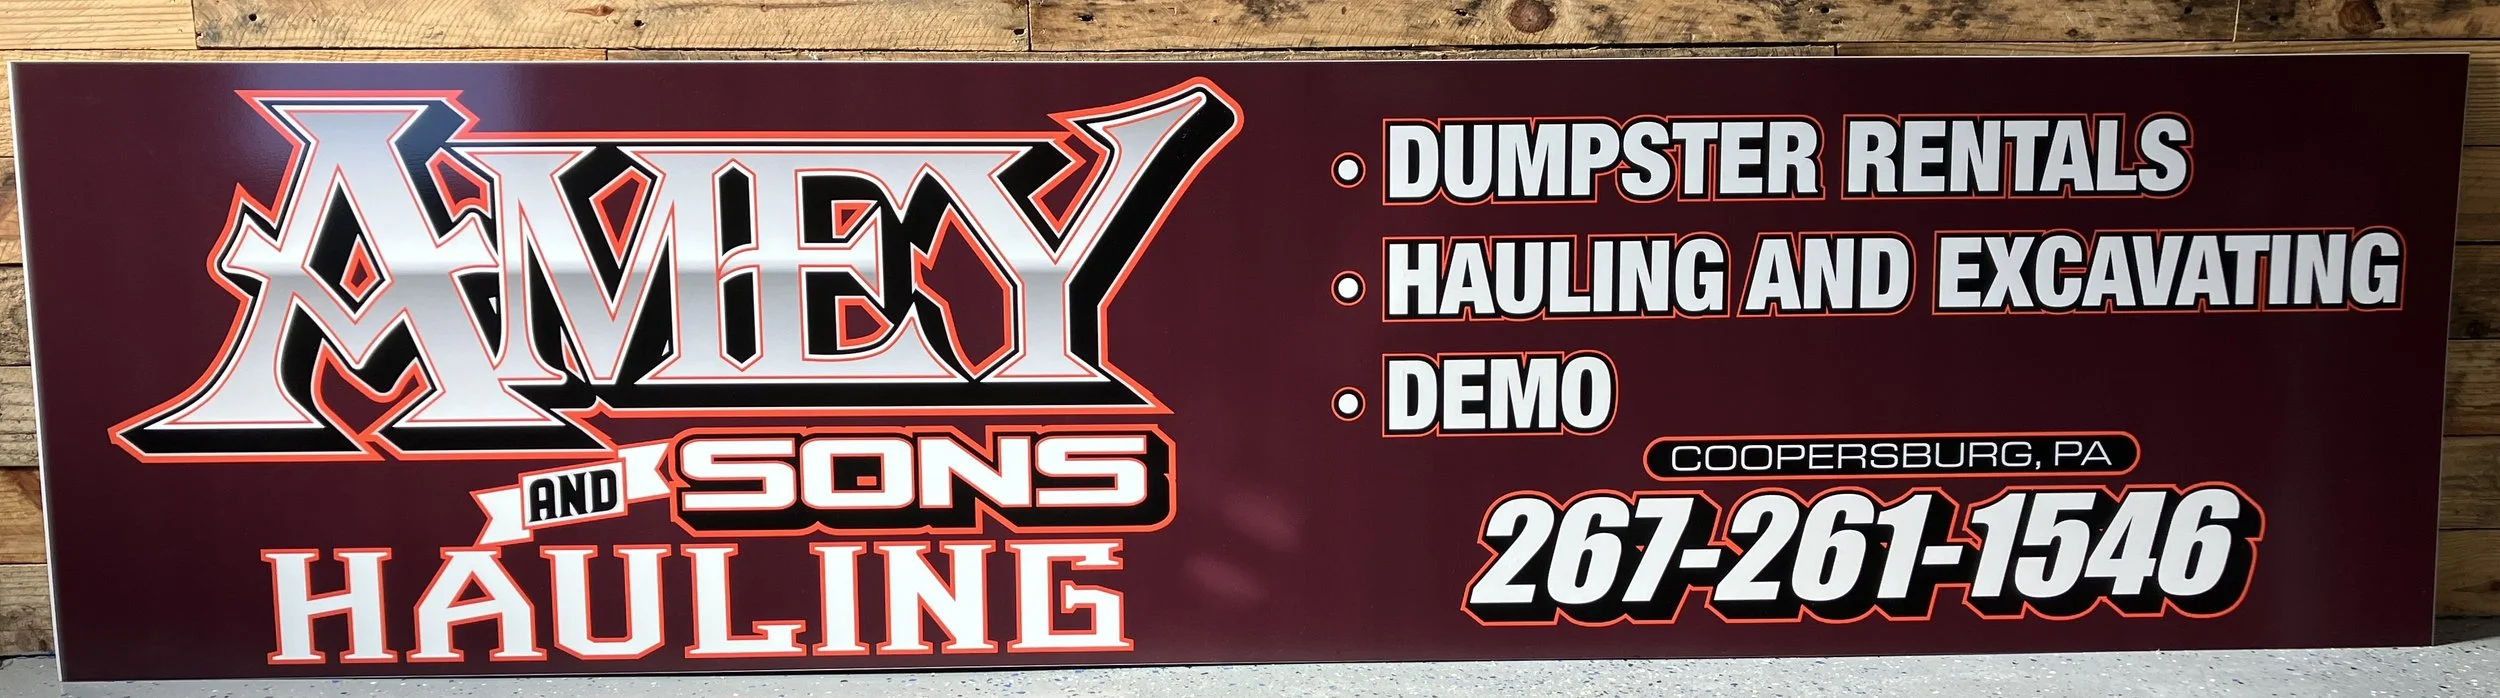 AMEY
AND SONS
HAULING
• DUMPSTER RENTALS
• HAULING AND EXCAVATING
• DEMO
COOPERSBURG, PA
267-261-1546